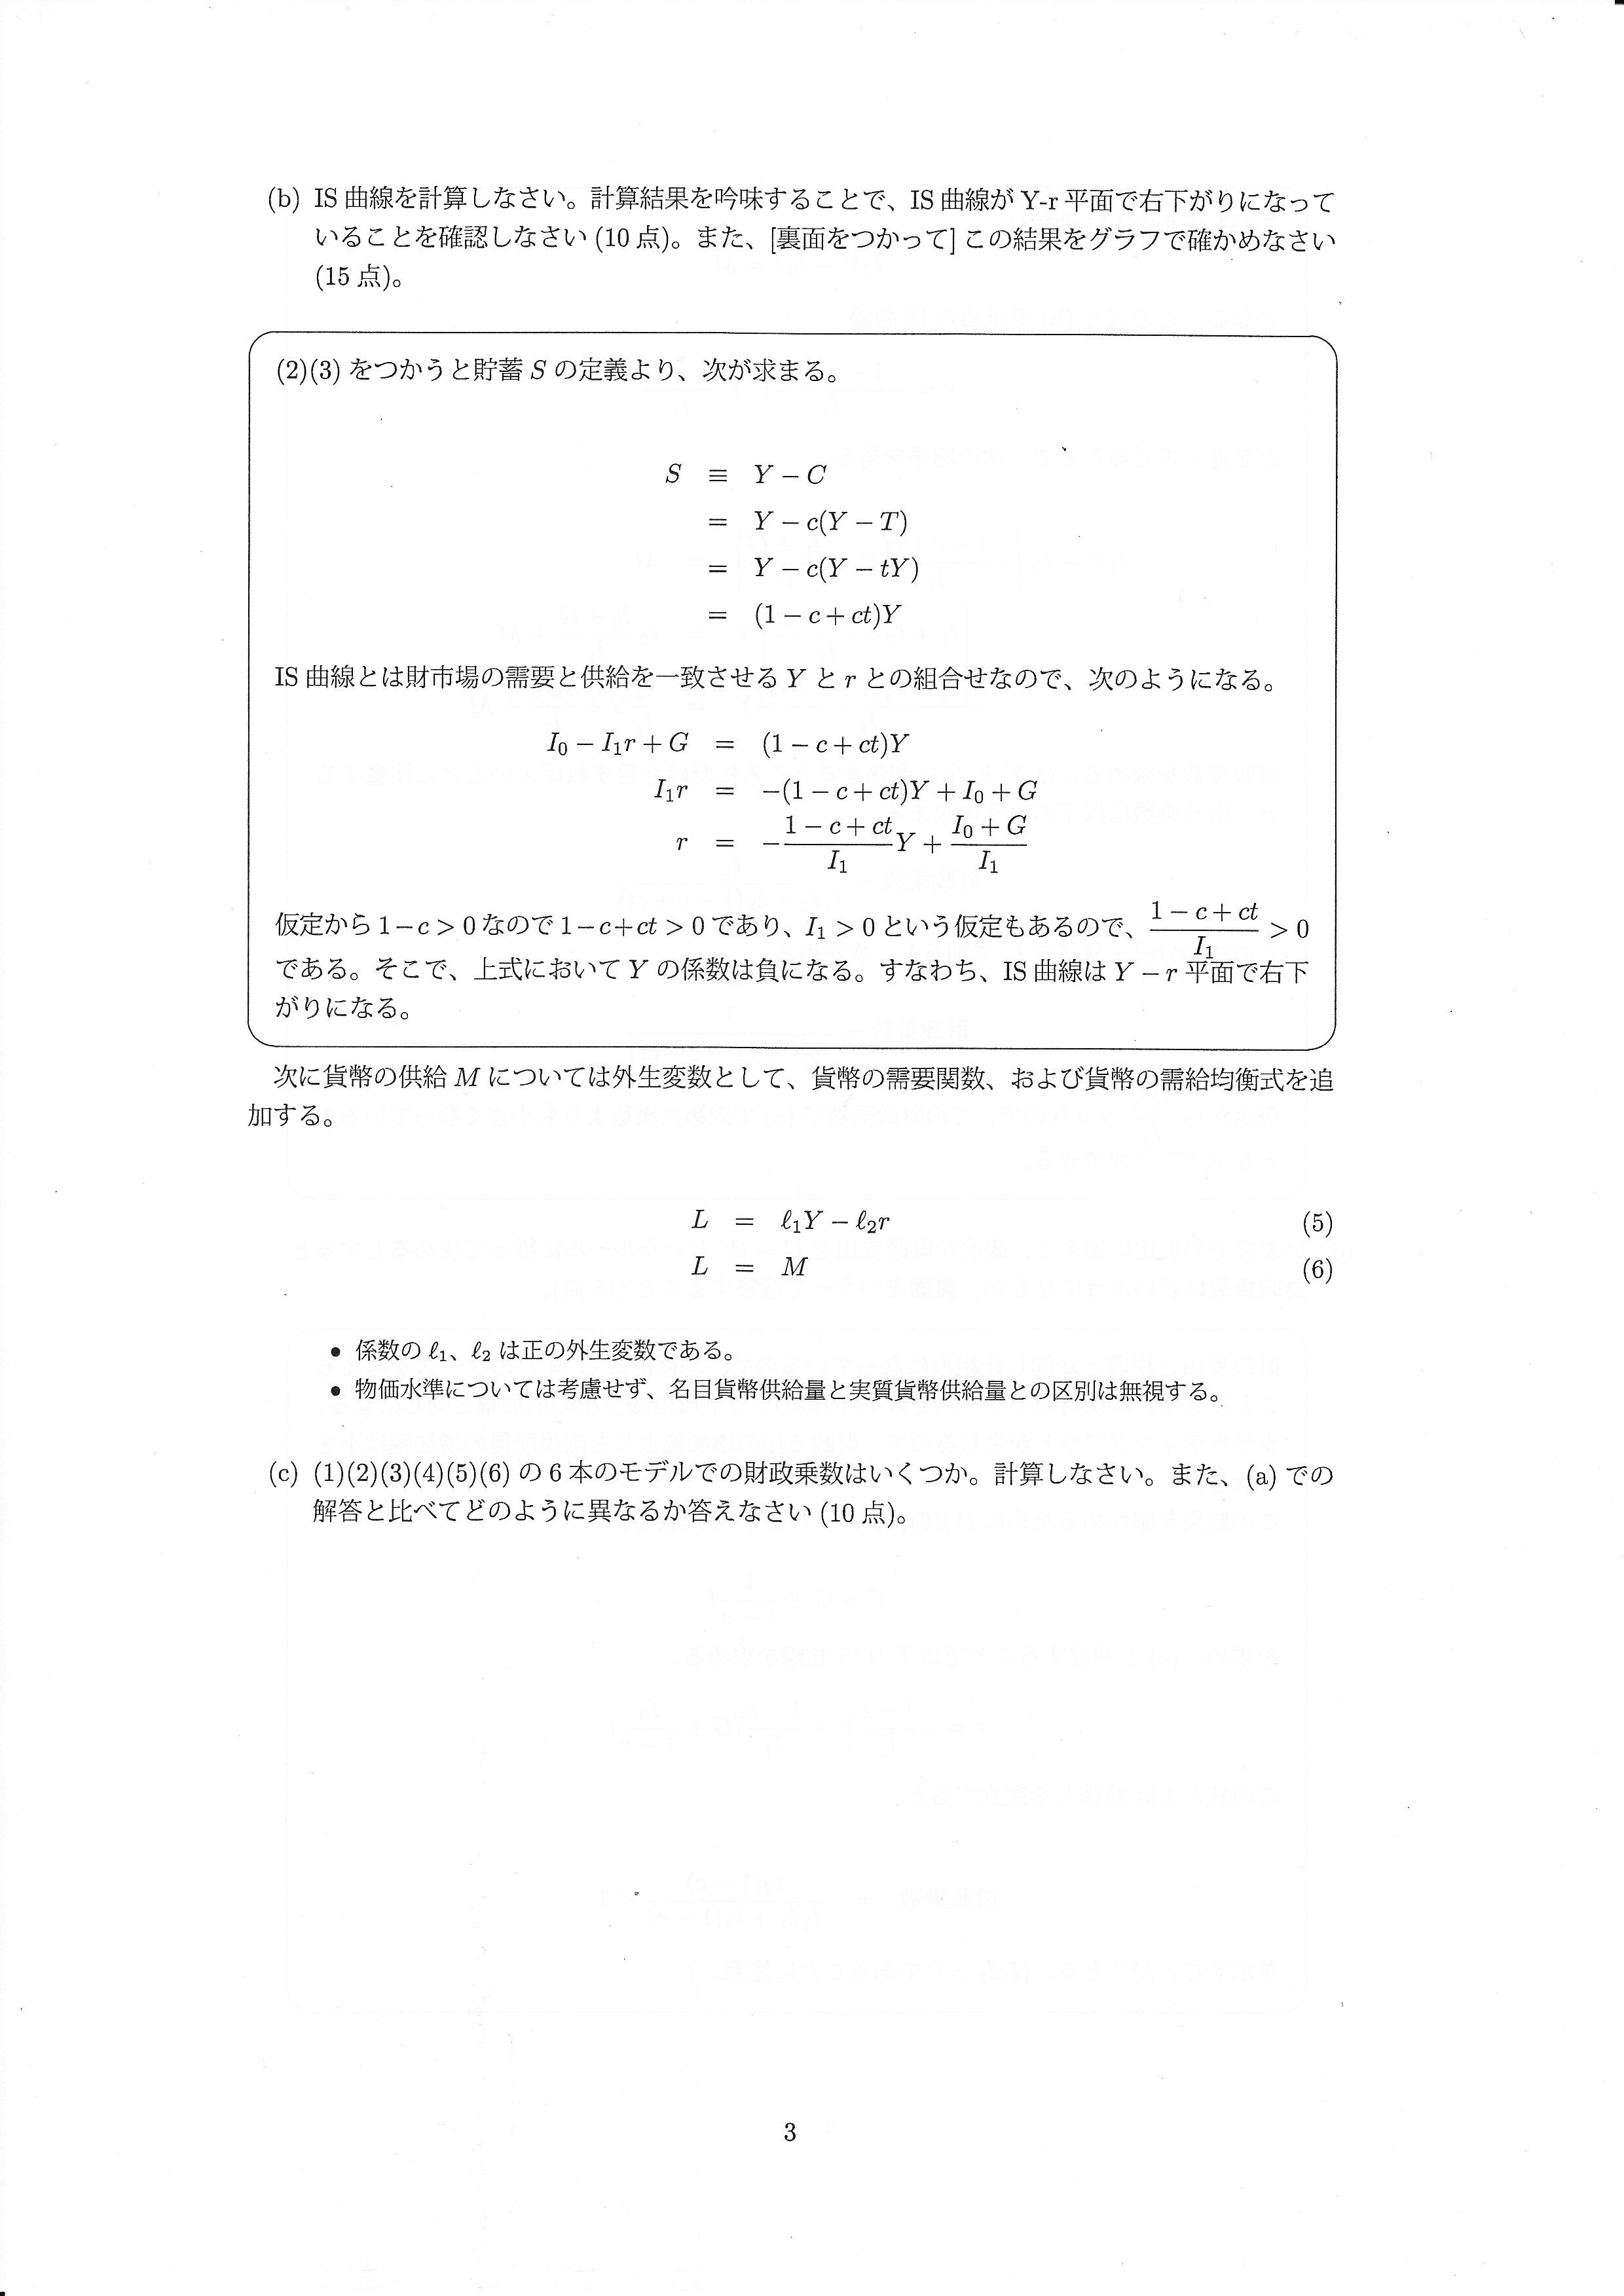 (b) IS 曲線を計算しなさい。計算結果を吟味することで、IS 曲線が Y-r 平面で右下がりになって
いることを確認しなさい (10 点)。また、[裏面をつかって] この結果をグラフで確かめなさい
(15 点)。
(2)(3) をつかうと貯蓄 S の定義より、次が求まる。
S ≡ Y − C
= Y − c(Y − T)
= Y − c(Y − tY)
= (1 − c + ct)Y
IS 曲線とは財市場の需要と供給を一致させる Y と r との組合せなので、次のようになる。
I₀ − I₁r + G = (1 − c + ct)Y
I₁r = −(1 − c + ct)Y + I₀ + G
r = −\frac{1 − c + ct}{I₁}Y + \frac{I₀ + G}{I₁}
仮定から 1−c > 0 なので 1−c+ct > 0 であり、I₁ > 0 という仮定もあるので、\frac{1 − c + ct}{I₁} > 0
である。そこで、上式において Y の係数は負になる。すなわち、IS 曲線は Y − r 平面で右下
がりになる。
次に貨幣の供給 M については外生変数として、貨幣の需要関数、および貨幣の需給均衡式を追
加する。
L = ℓ₁Y − ℓ₂r (5)
L = M (6)
• 係数の ℓ₁、ℓ₂ は正の外生変数である。
• 物価水準については考慮せず、名目貨幣供給量と実質貨幣供給量との区別は無視する。
(c) (1)(2)(3)(4)(5)(6) の 6 本のモデルでの財政乗数はいくつか。計算しなさい。また、(a) での
解答と比べてどのように異なるか答えなさい (10 点)。
3